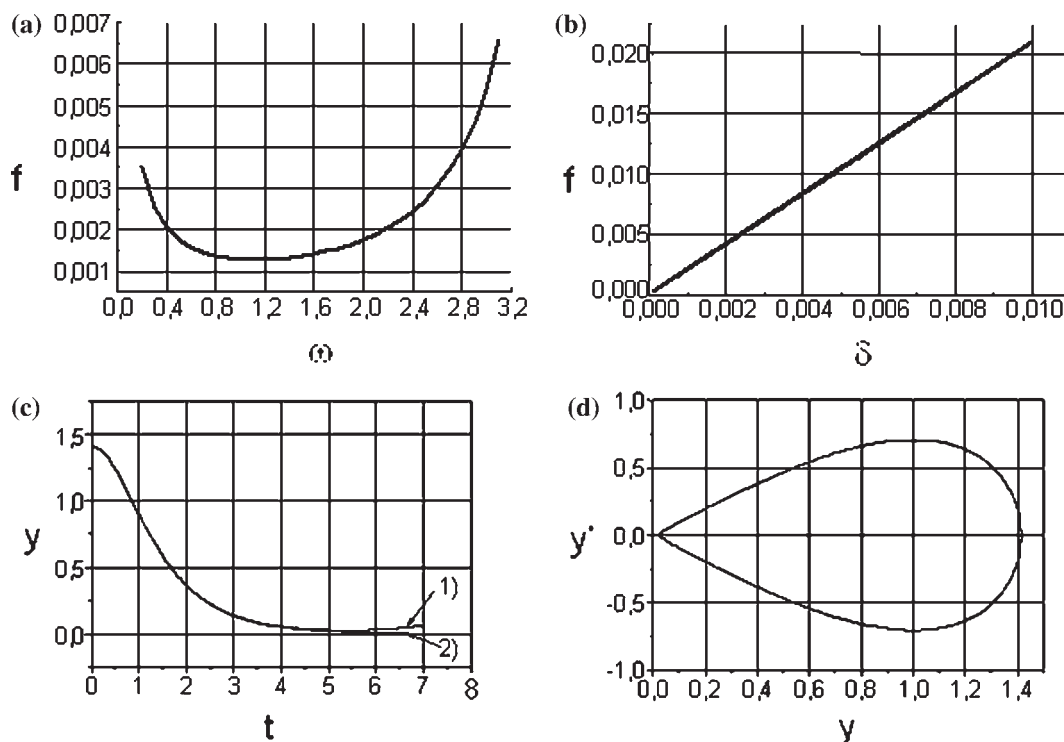 (a)
0,007
0,006
0,005
0,004
0,003
0,002
0,001
f
0,0 0,4 0,8 1,2 1,6 2,0 2,4 2,8 3,2
ω
(b)
0,020
0,015
0,010
0,005
0,000
f
0,000 0,002 0,004 0,006 0,008 0,010
δ
(c)
1,5
1,0
0,5
0,0
y
1)
2)
0 1 2 3 4 5 6 7 8
t
(d)
1,0
0,5
0,0
-0,5
-1,0
y'
0,0 0,2 0,4 0,6 0,8 1,0 1,2 1,4
y